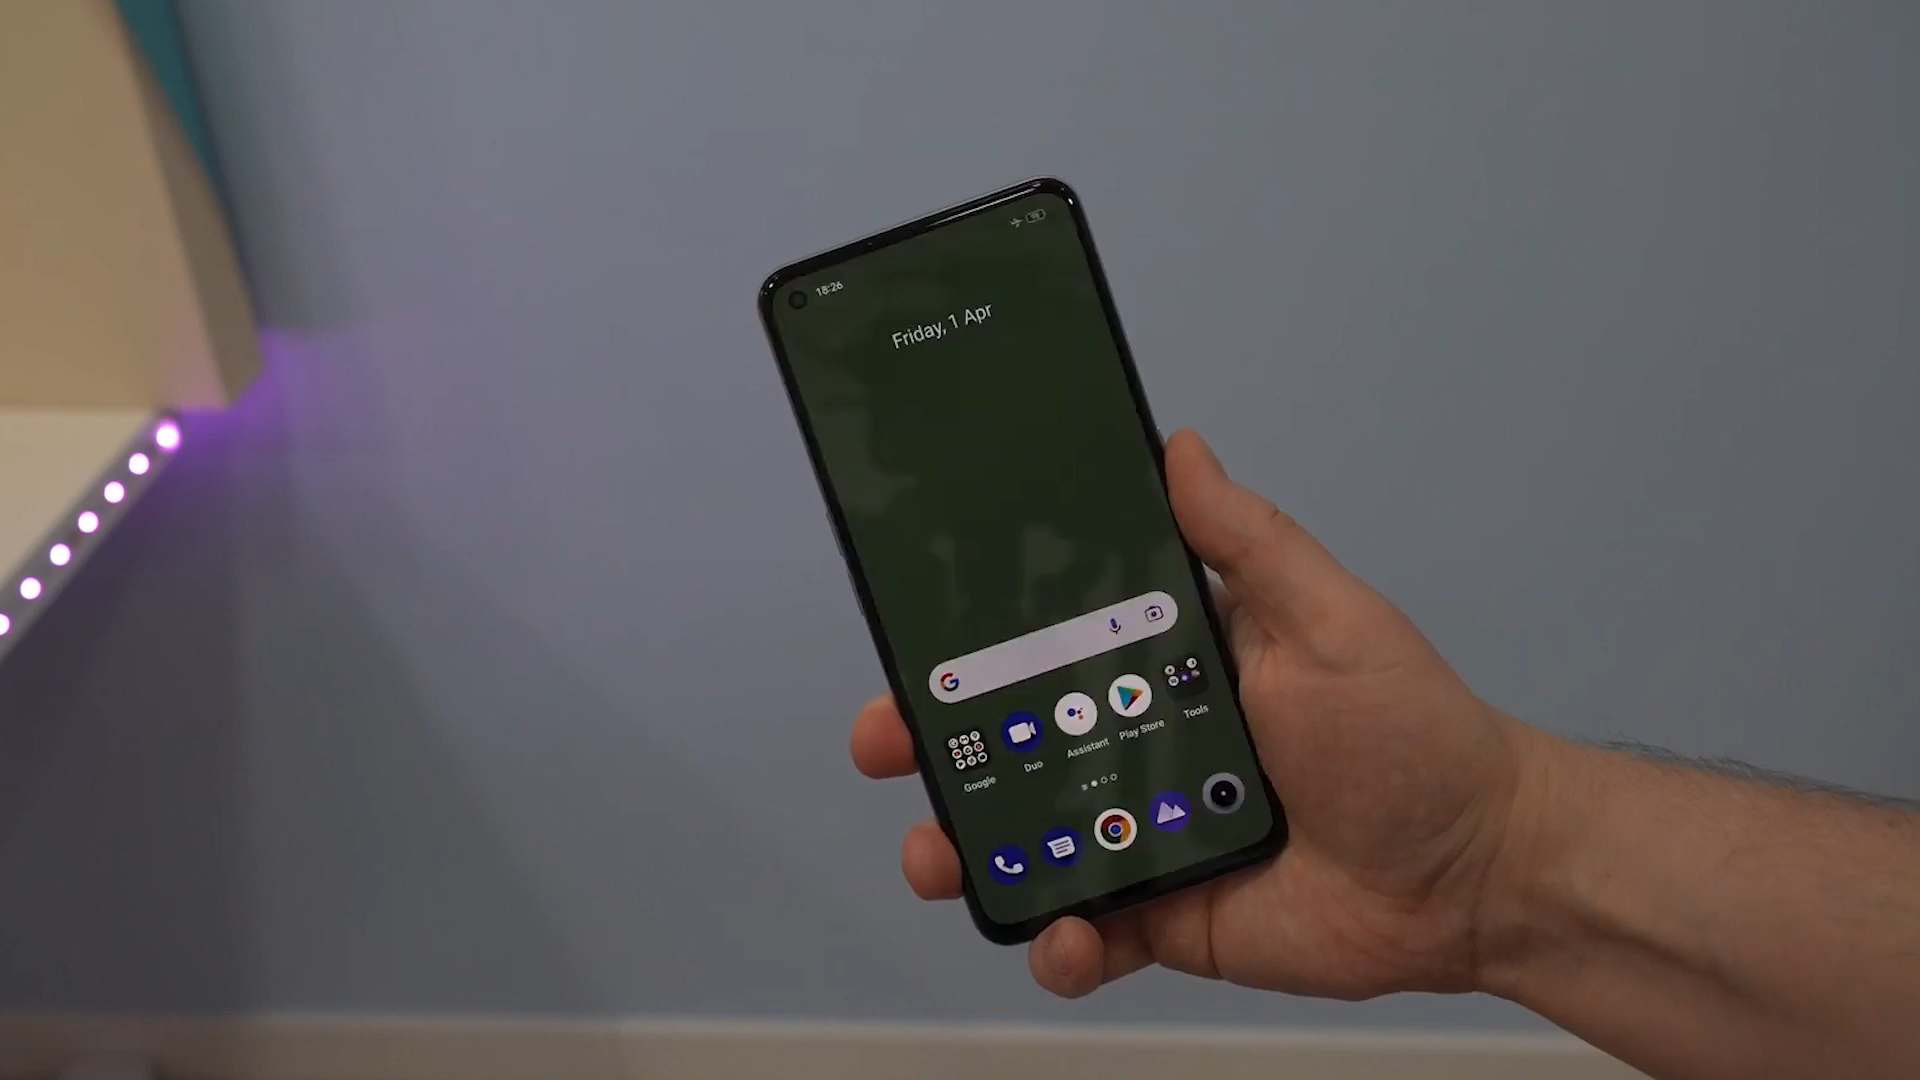 18:26
Friday, 1 Apr
Google
Duo
Assistant
Play Store
Tools